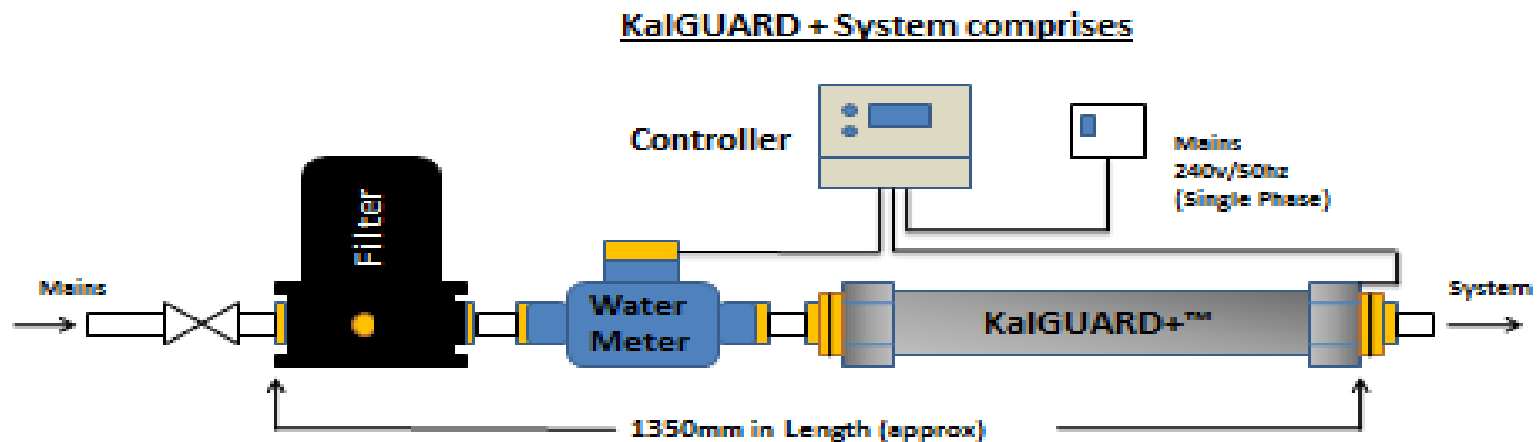 KalGUARD + System comprises
Controller
Mains
240v/50hz
(Single Phase)
Filter
Mains
Water
Meter
KalGUARD+™
System
1350mm in Length (approx)